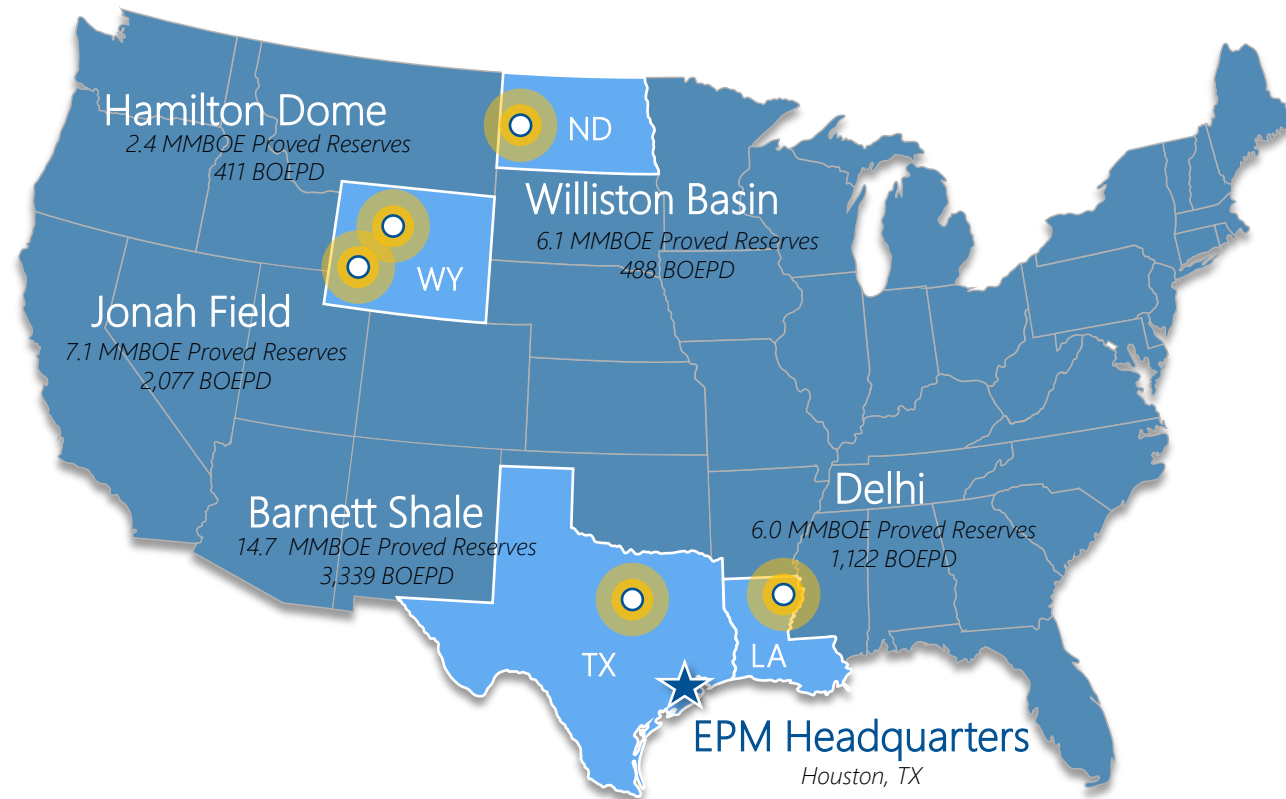 Hamilton Dome
2.4 MMBOE Proved Reserves
411 BOEPD
ND
Williston Basin
6.1 MMBOE Proved Reserves
488 BOEPD
WY
Jonah Field
7.1 MMBOE Proved Reserves
2,077 BOEPD
Barnett Shale
14.7 MMBOE Proved Reserves
3,339 BOEPD
Delhi
6.0 MMBOE Proved Reserves
1,122 BOEPD
TX
LA
EPM Headquarters
Houston, TX